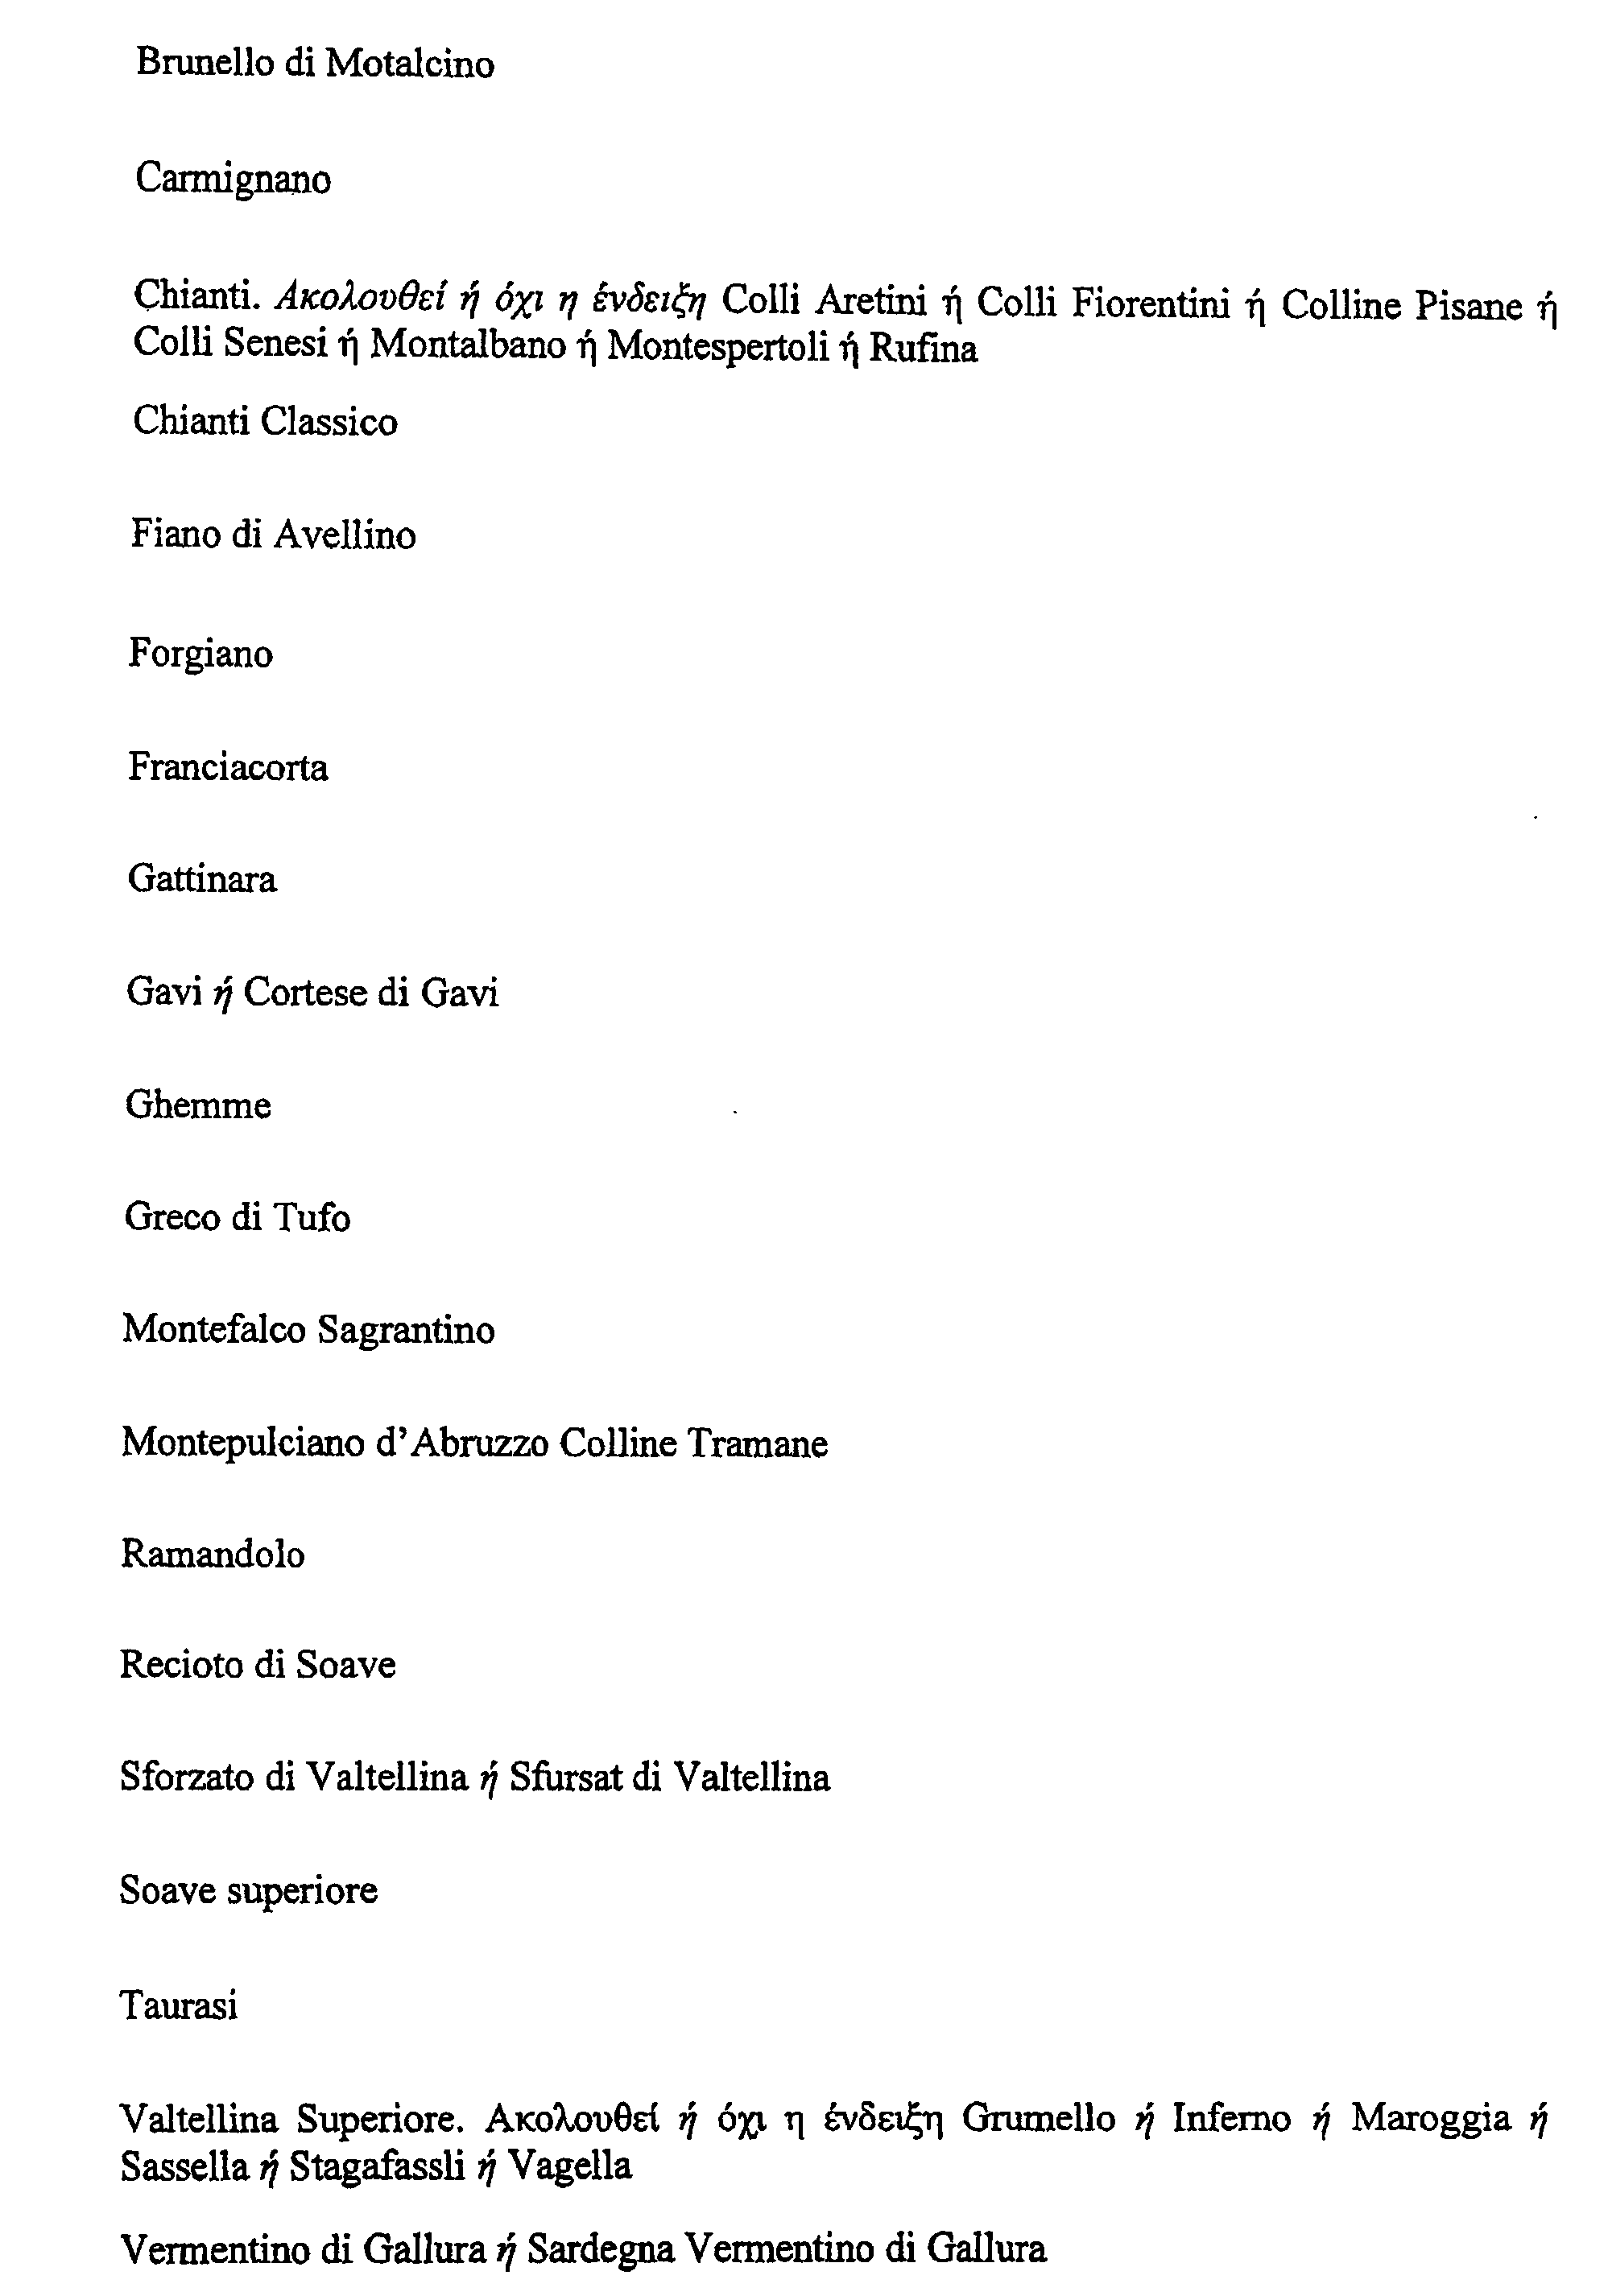 Brunello di Motalcino
Carmignano
Chianti. Ακολουθεί ή όχι η ένδειξη Colli Aretini ή Colli Fiorentini ή Colline Pisane ή
Colli Senesi ή Montalbano ή Montespertoli ή Rufina
Chianti Classico
Fiano di Avellino
Forgiano
Franciacorta
Gattinara
Gavi ή Cortese di Gavi
Ghemme
Greco di Tufo
Montefalco Sagrantino
Montepulciano d’Abruzzo Colline Tramane
Ramandolo
Recioto di Soave
Sforzato di Valtellina ή Sfursat di Valtellina
Soave superiore
Taurasi
Valtellina Superiore. Ακολουθεί ή όχι η ένδειξη Grumello ή Inferno ή Maroggia ή
Sassella ή Stagafassli ή Vagella
Vermentino di Gallura ή Sardegna Vermentino di Gallura